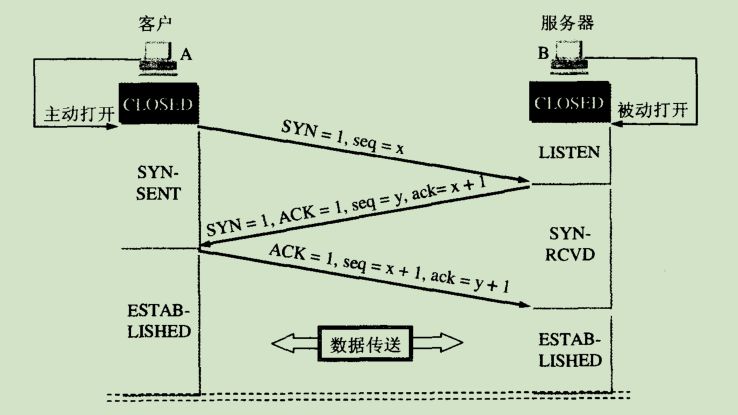 客户
服务器
A
B
CLOSED
CLOSED
主动打开
被动打开
SYN = 1, seq = x
LISTEN
SYN-
SENT
SYN = 1, ACK = 1, seq = y, ack= x + 1
SYN-
RCVD
ACK = 1, seq = x + 1, ack = y + 1
ESTAB-
LISHED
数据传送
ESTAB-
LISHED